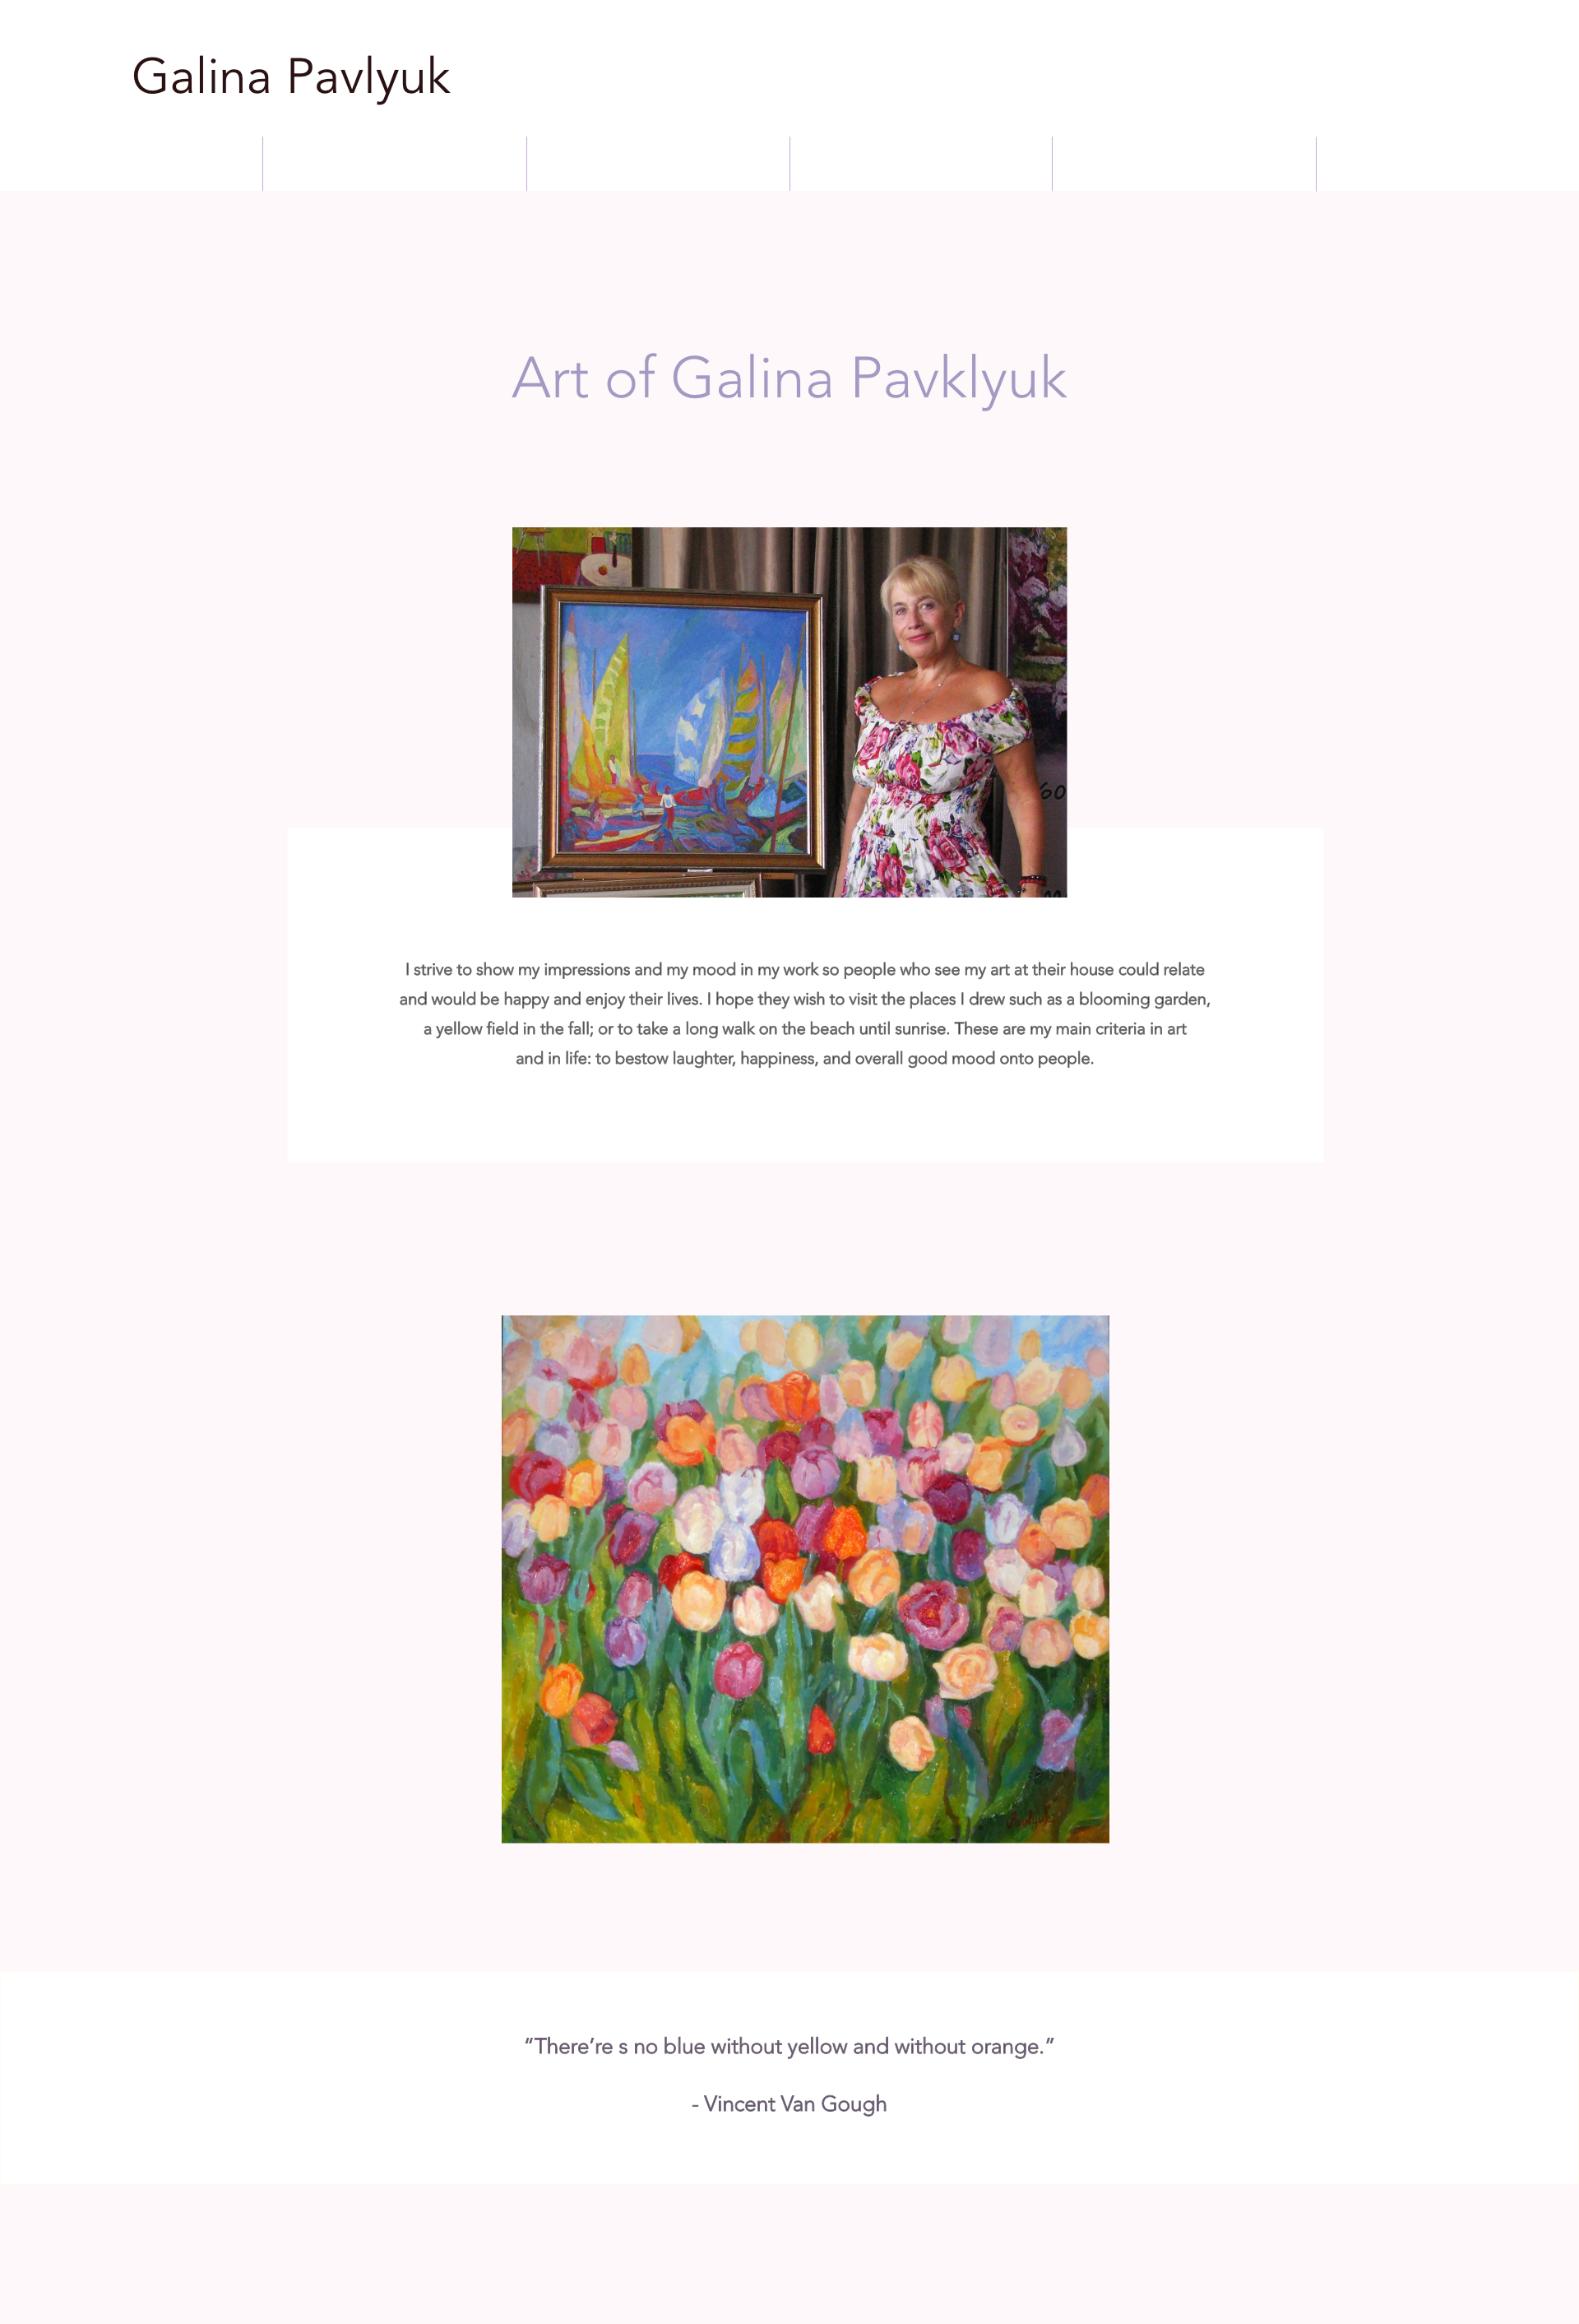 Galina Pavlyuk
Art of Galina Pavklyuk
60
I strive to show my impressions and my mood in my work so people who see my art at their house could relate
and would be happy and enjoy their lives. I hope they wish to visit the places I drew such as a blooming garden,
a yellow field in the fall; or to take a long walk on the beach until sunrise. These are my main criteria in art
and in life: to bestow laughter, happiness, and overall good mood onto people.
“There’re s no blue without yellow and without orange.”
- Vincent Van Gough